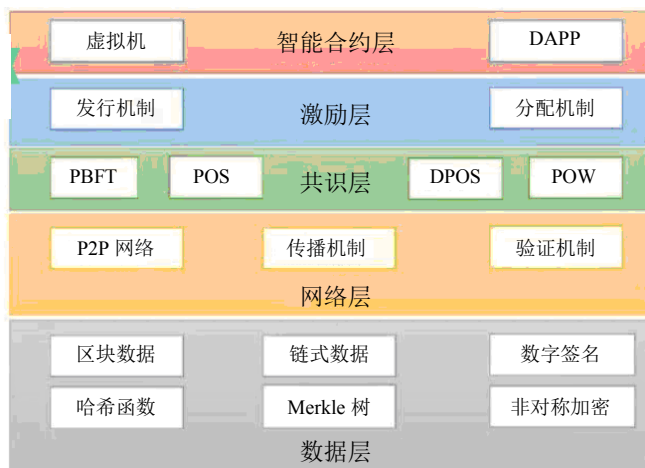 虚拟机 智能合约层 DAPP
发行机制 激励层 分配机制
PBFT POS 共识层 DPOS POW
P2P 网络 传播机制 验证机制
网络层
区块数据 链式数据 数字签名
哈希函数 Merkle 树 非对称加密
数据层